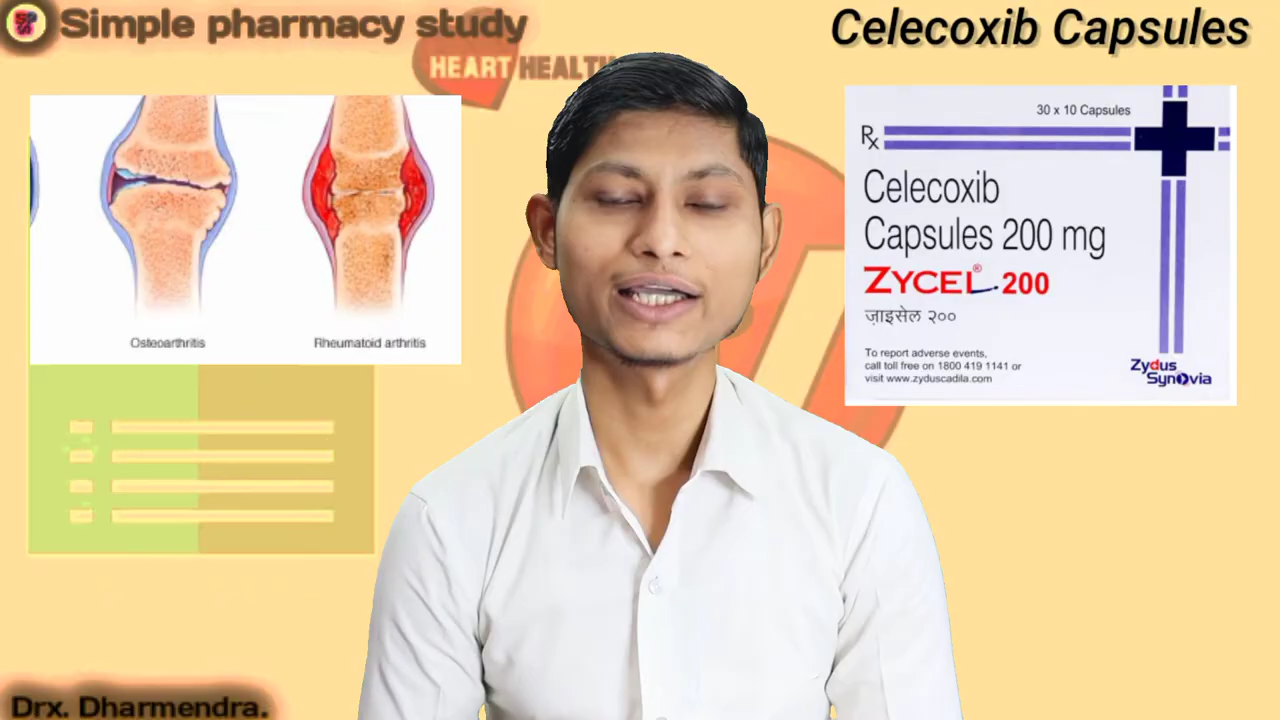 Simple pharmacy study
Celecoxib Capsules
HEART HEALTH
Osteoarthritis
Rheumatoid arthritis
30 x 10 Capsules
Rx
Celecoxib
Capsules 200 mg
ZYCEL® 200
ज़ाइसेल २००
To report adverse events,
call toll free on 1800 419 1141 or
visit www.zyduscadila.com
Zydus
Synovia
Drx. Dharmendra.